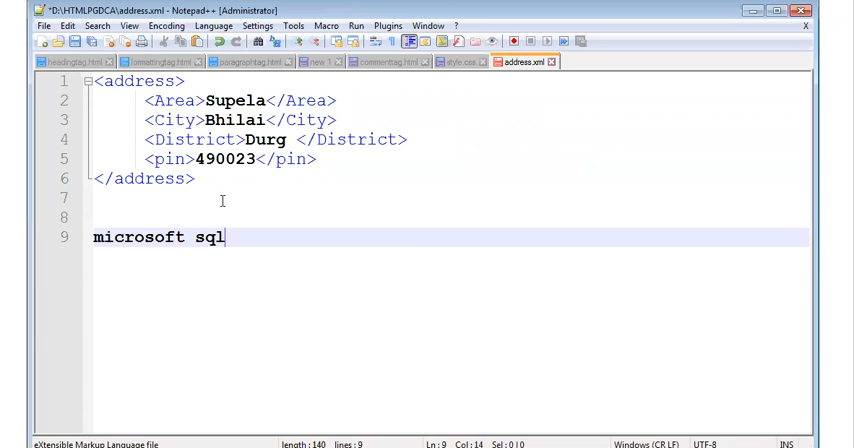 *D:\HTMLPGDCA\address.xml - Notepad++ [Administrator]
File Edit Search View Encoding Language Settings Tools Macro Run Plugins Window ? X
headingtag.html formattingtag.html paragraphtag.html new 1 commenttag.html style.css address.xml
1 <address>
2 <Area>Supela</Area>
3 <City>Bhilai</City>
4 <District>Durg </District>
5 <pin>490023</pin>
6 </address>
7
8
9 microsoft sql
eXtensible Markup Language file length : 140 lines : 9 Ln : 9 Col : 14 Sel : 0 | 0 Windows (CR LF) UTF-8 INS